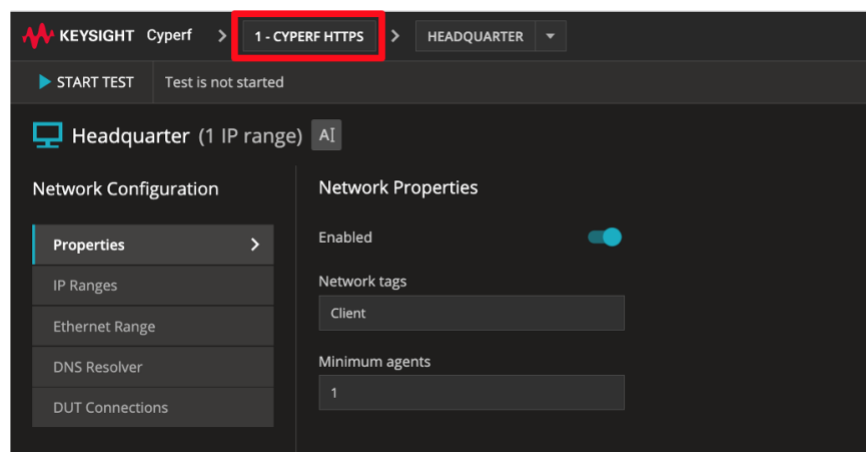 KEYSIGHT Cyperf > 1 - CYPERF HTTPS > HEADQUARTER
START TEST Test is not started
Headquarter (1 IP range) AI
Network Configuration
Properties
IP Ranges
Ethernet Range
DNS Resolver
DUT Connections
Network Properties
Enabled
Network tags
Client
Minimum agents
1